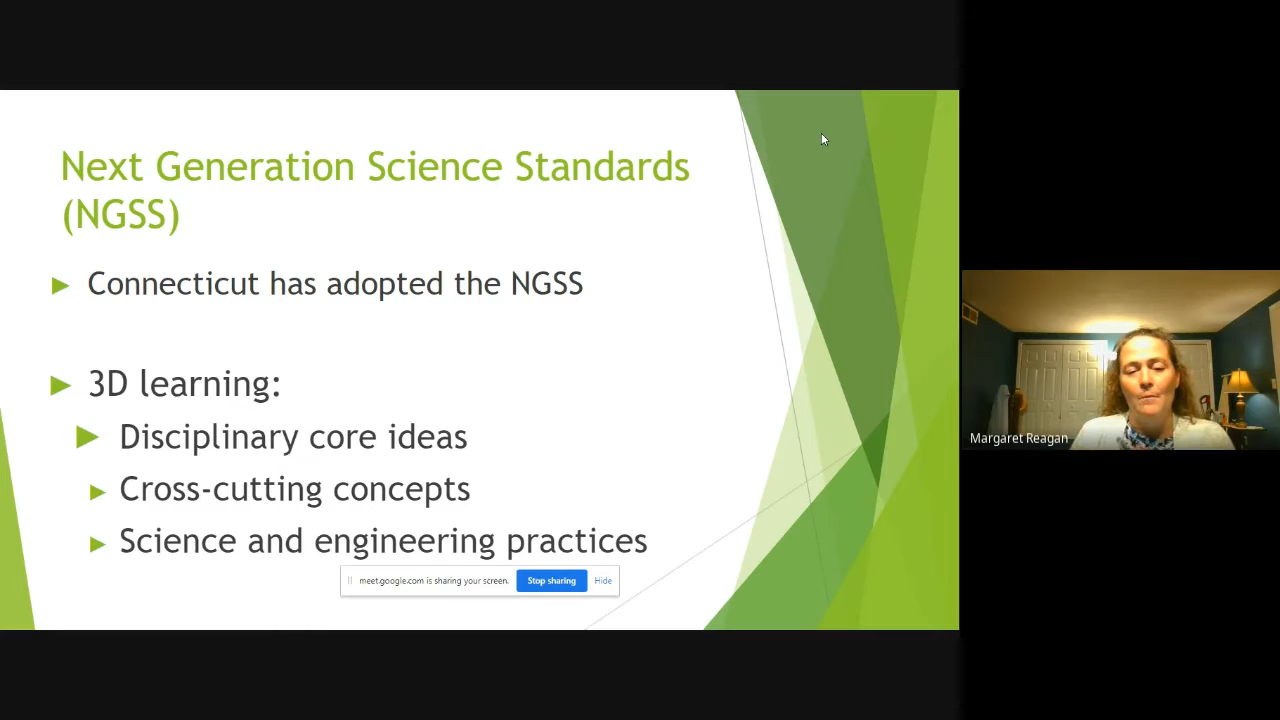 Next Generation Science Standards
(NGSS)
Connecticut has adopted the NGSS
3D learning:
Disciplinary core ideas
Cross-cutting concepts
Science and engineering practices
meet.google.com is sharing your screen.
Stop sharing
Hide
Margaret Reagan